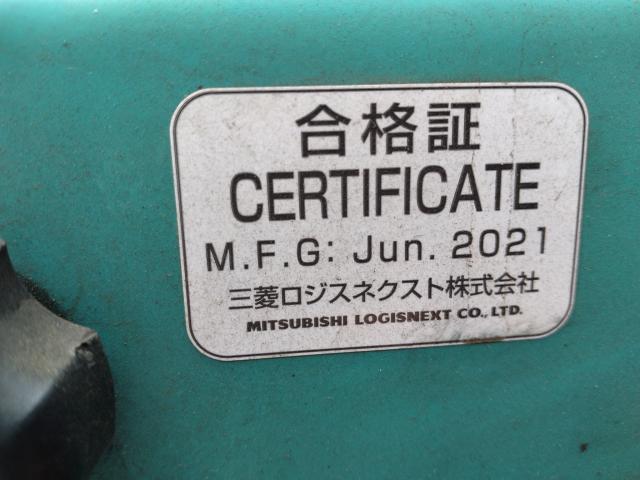 合格証
CERTIFICATE
M.F.G: Jun. 2021
三菱ロジスネクスト株式会社
MITSUBISHI LOGISNEXT CO., LTD.